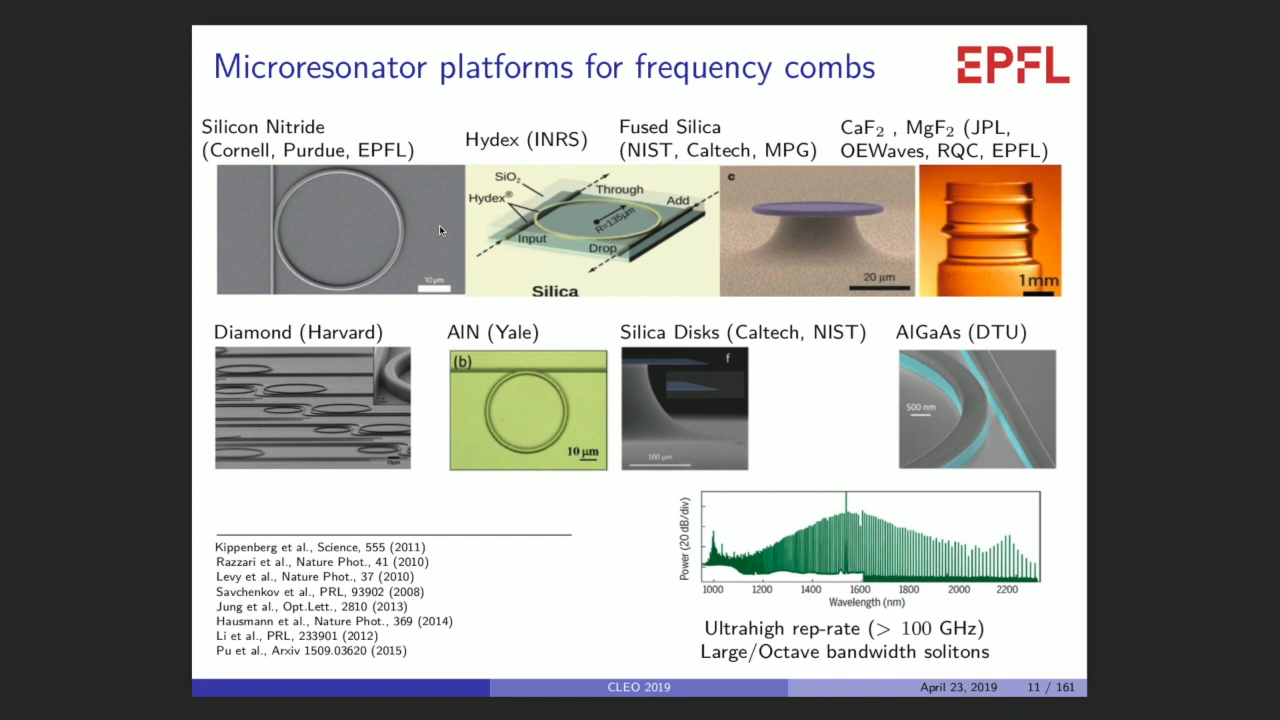 Microresonator platforms for frequency combs
EPFL
Silicon Nitride
(Cornell, Purdue, EPFL)
Hydex (INRS)
Fused Silica
(NIST, Caltech, MPG)
CaF₂ , MgF₂ (JPL,
OEWaves, RQC, EPFL)
10 μm
SiO₂
Hydex®
Through
Add
R=135μm
Input
Drop
Silica
c
20 μm
1mm
Diamond (Harvard)
AlN (Yale)
Silica Disks (Caltech, NIST)
AlGaAs (DTU)
10μm
(b)
10 μm
f
100 μm
500 nm
Power (20 dB/div)
1000 1200 1400 1600 1800 2000 2200
Wavelength (nm)
Ultrahigh rep-rate (> 100 GHz)
Large/Octave bandwidth solitons
Kippenberg et al., Science, 555 (2011)
Razzari et al., Nature Phot., 41 (2010)
Levy et al., Nature Phot., 37 (2010)
Savchenkov et al., PRL, 93902 (2008)
Jung et al., Opt.Lett., 2810 (2013)
Hausmann et al., Nature Phot., 369 (2014)
Li et al., PRL, 233901 (2012)
Pu et al., Arxiv 1509.03620 (2015)
CLEO 2019
April 23, 2019
11 / 161